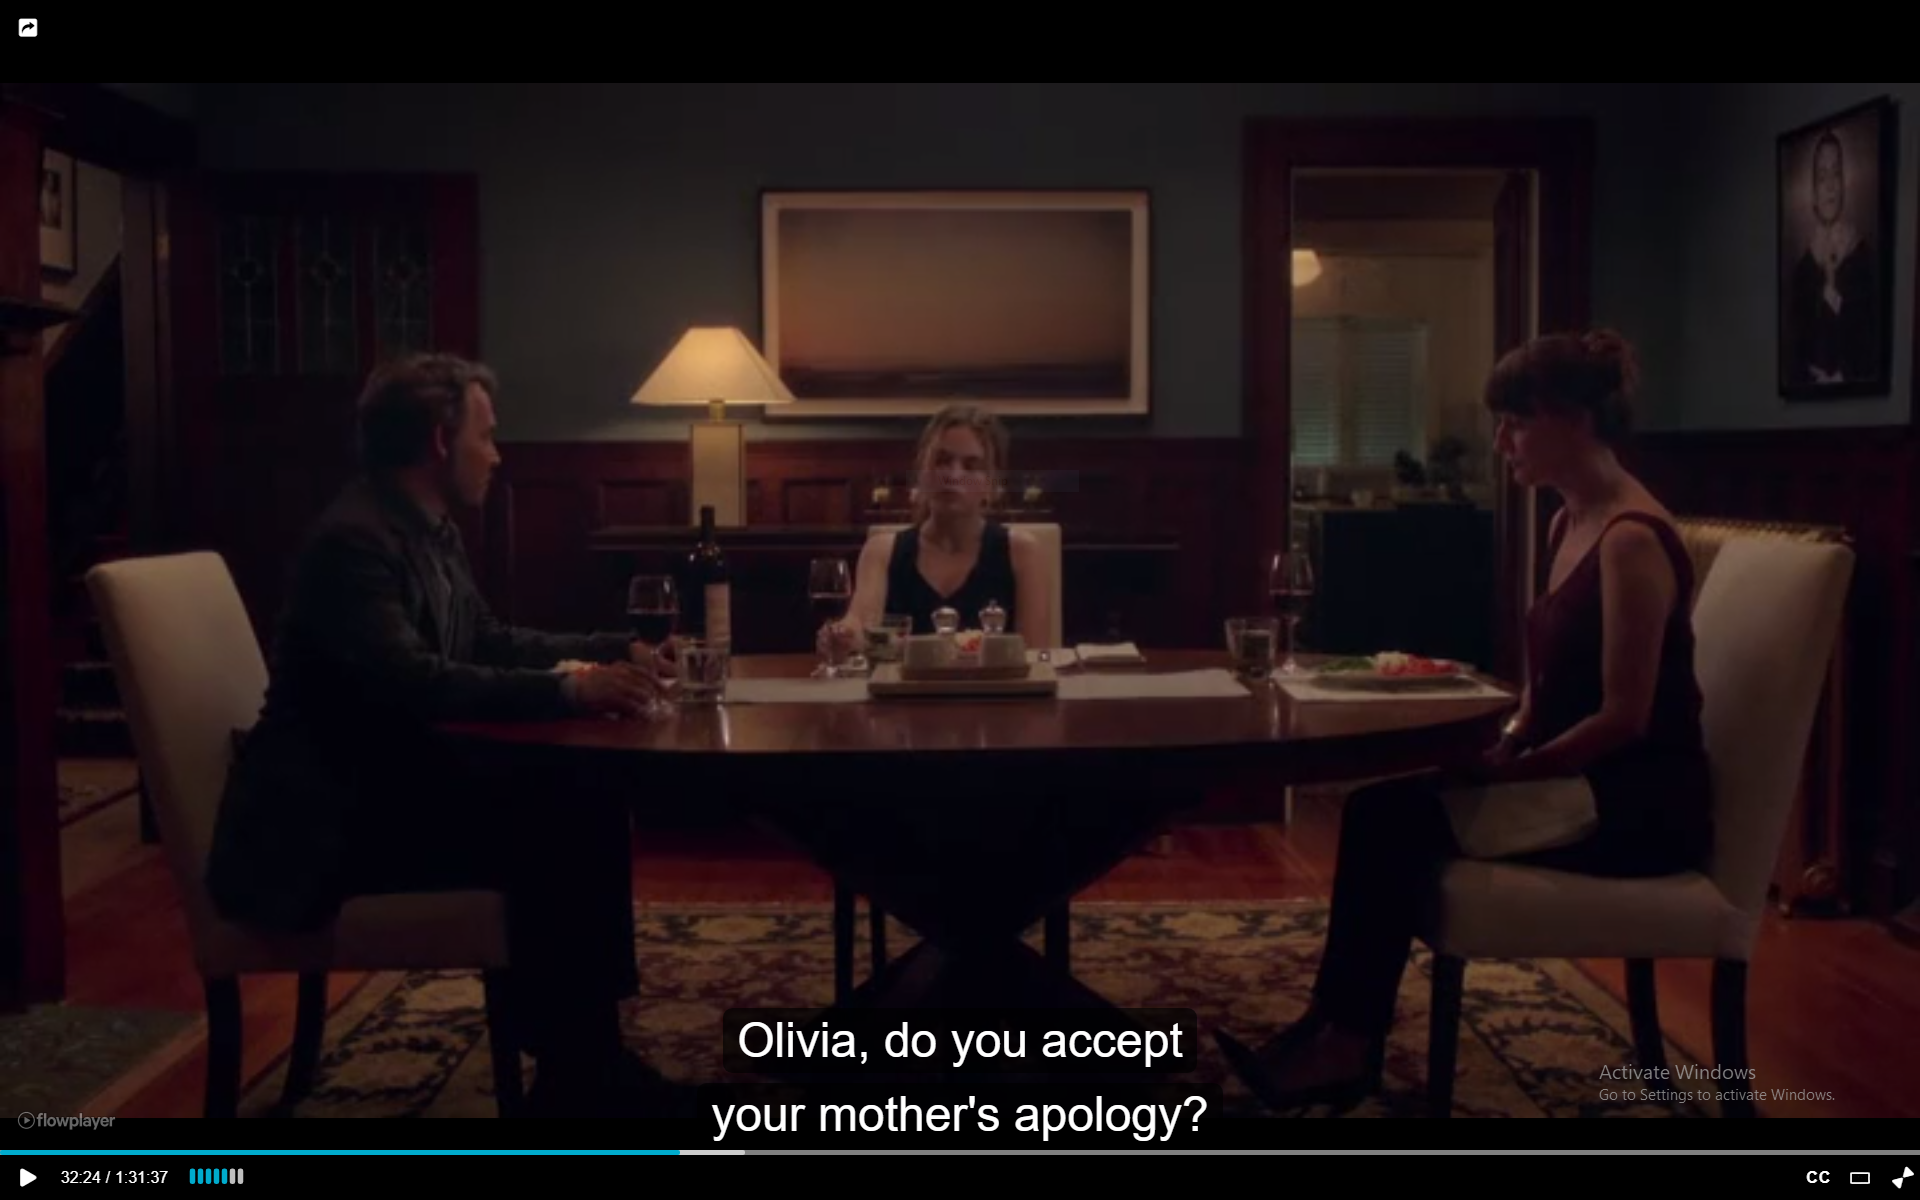 Olivia, do you accept
your mother's apology?
Activate Windows
Go to Settings to activate Windows.
flowplayer
32:24 / 1:31:37
CC